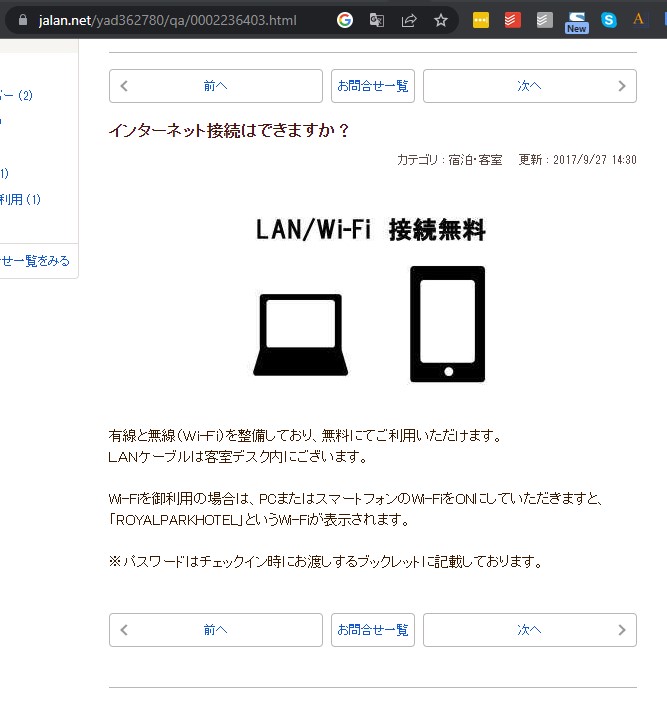 jalan.net/yad362780/qa/0002236403.html
New
前へ
お問合せ一覧
次へ
ー (2)
1)
利用 (1)
せ一覧をみる
インターネット接続はできますか？
カテゴリ : 宿泊・客室 更新 : 2017/9/27 14:30
LAN/Wi-Fi 接続無料
有線と無線(Wi-Fi)を整備しており、無料にてご利用いただけます。
LANケーブルは客室デスク内にございます。
Wi-Fiを御利用の場合は、PCまたはスマートフォンのWi-FiをONにしていただきますと、
「ROYALPARKHOTEL」というWi-Fiが表示されます。
※パスワードはチェックイン時にお渡しするブックレットに記載しております。
前へ
お問合せ一覧
次へ